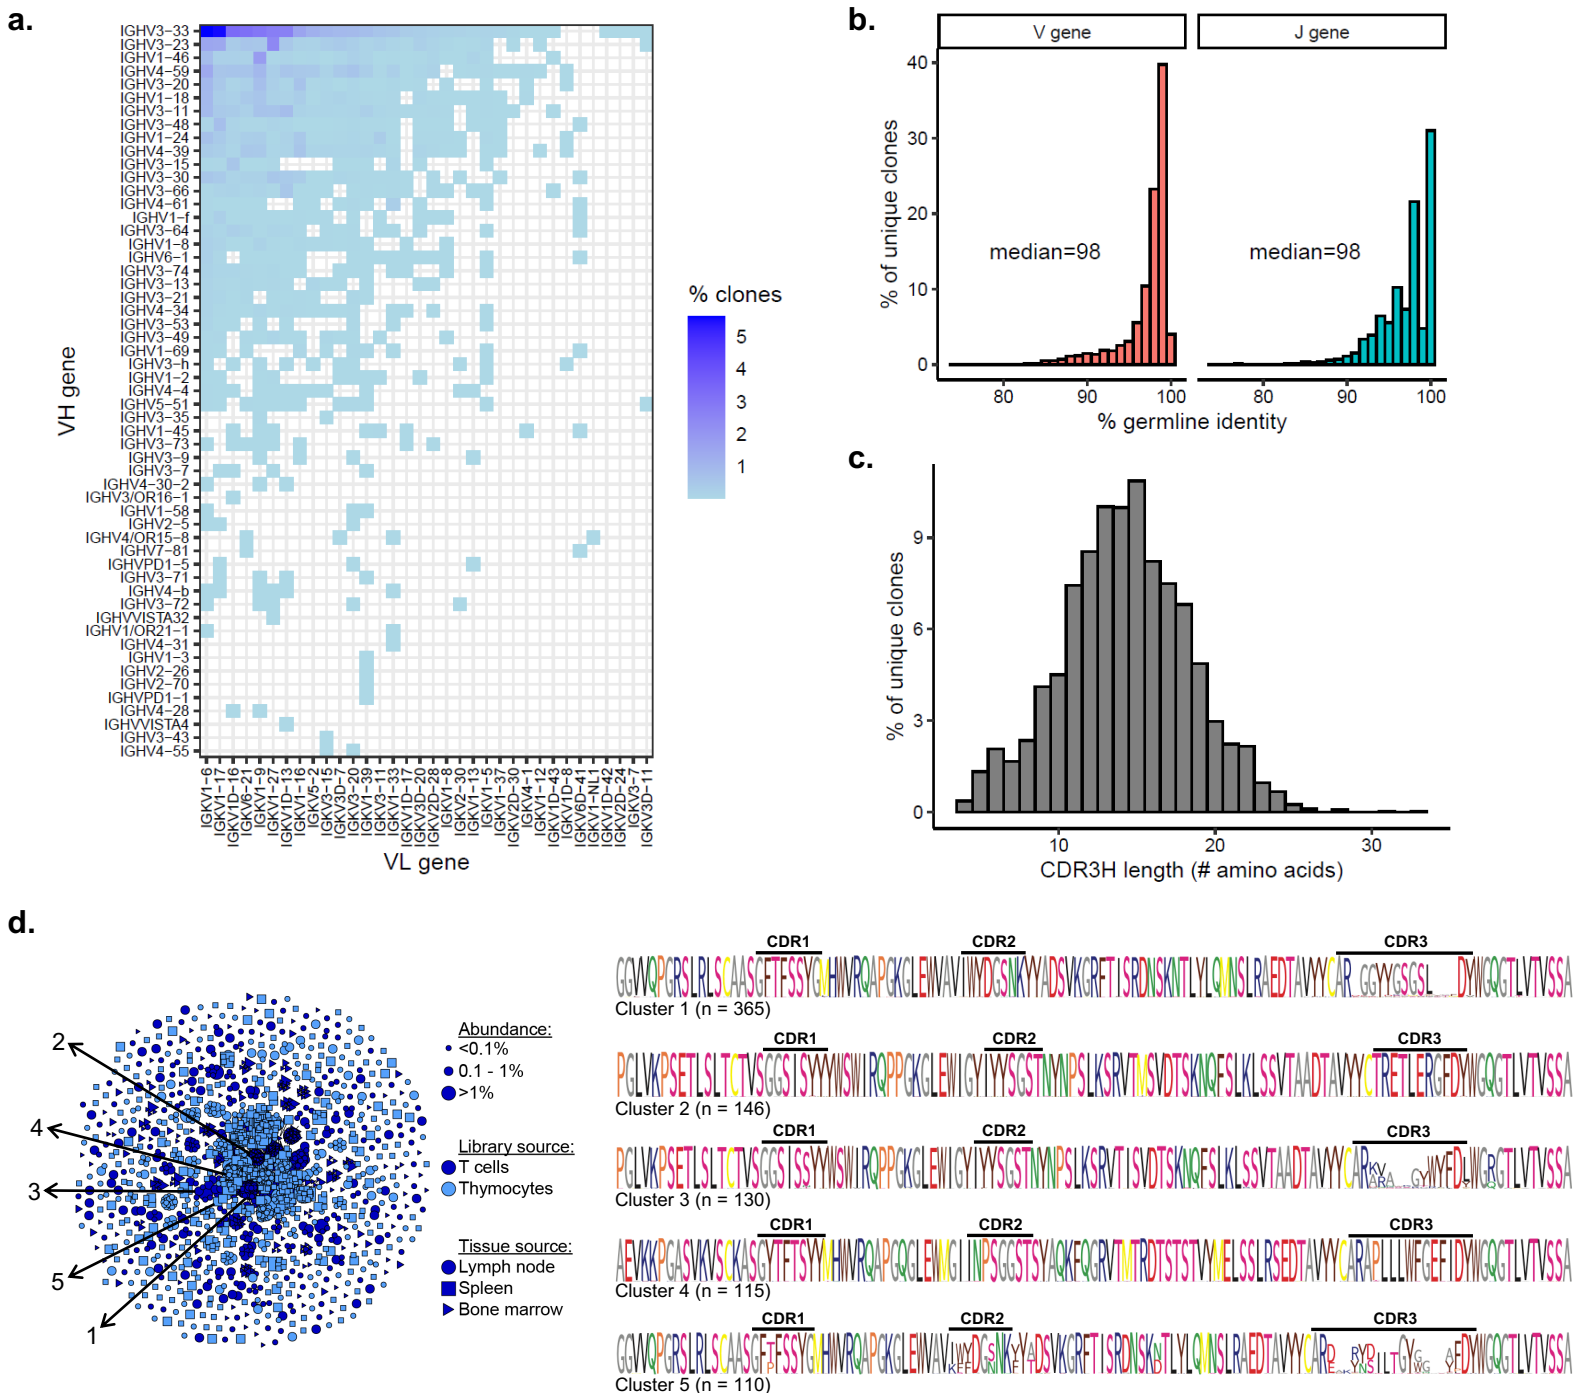 a.
IGHV3-33
IGHV3-23
IGHV1-46
IGHV4-59
IGHV3-20
IGHV1-18
IGHV3-11
IGHV3-48
IGHV1-24
IGHV4-39
IGHV3-15
IGHV3-30
IGHV3-66
IGHV4-61
IGHV1-f
IGHV3-64
IGHV1-8
IGHV6-1
IGHV3-74
IGHV3-13
IGHV3-21
IGHV4-34
IGHV3-53
IGHV3-49
IGHV1-69
IGHV3-h
IGHV1-2
IGHV4-4
IGHV5-51
IGHV3-35
IGHV1-45
IGHV3-73
IGHV3-9
IGHV3-7
IGHV4-30-2
IGHV3/OR16-1
IGHV1-58
IGHV2-5
IGHV4/OR15-8
IGHV7-81
IGHVPD1-5
IGHV3-71
IGHV4-b
IGHV3-72
IGHVVISTA32
IGHV1/OR21-1
IGHV4-31
IGHV1-3
IGHV2-26
IGHV2-70
IGHVPD1-1
IGHV4-28
IGHVVISTA4
IGHV3-43
IGHV4-55
VH gene
IGKV1-6
IGKV1-17
IGKV1D-16
IGKV6-21
IGKV1-9
IGKV1-27
IGKV1D-13
IGKV1-16
IGKV5-2
IGKV3-15
IGKV3D-7
IGKV3-20
IGKV1-39
IGKV3-11
IGKV1-33
IGKV1D-17
IGKV3D-20
IGKV2D-28
IGKV1-8
IGKV2-30
IGKV1-13
IGKV1-5
IGKV1-37
IGKV2D-30
IGKV4-1
IGKV1-12
IGKV1D-43
IGKV1D-8
IGKV6D-41
IGKV1-NL1
IGKV1D-42
IGKV2D-24
IGKV3-7
IGKV3D-11
VL gene
% clones
5
4
3
2
1
b.
V gene
J gene
40
30
20
10
0
% of unique clones
median=98
median=98
80
90
100
80
90
100
% germline identity
c.
9
6
3
0
% of unique clones
10
20
30
CDR3H length (# amino acids)
d.
2
4
3
5
1
Abundance:
<0.1%
0.1 - 1%
>1%
Library source:
T cells
Thymocytes
Tissue source:
Lymph node
Spleen
Bone marrow
CDR1 CDR2 CDR3
Cluster 1 (n = 365)
CDR1 CDR2 CDR3
PGLVKPSETLSLTCTVSGGSISYYYWSWIRQPPGKGLEWIGYIYYSGSTNYNPSLKSRVTMSVDTSKNQFSLKLSSVTAADTAVYYCTRETLERGFDYWGQGTLVTVSSA
Cluster 2 (n = 146)
CDR1 CDR2 CDR3
Cluster 3 (n = 130)
CDR1 CDR2 CDR3
AEVKKPGASVKVSCKASGYTFTSYYMHWVRQAPGQGLEWMGIINPSGGSTSYAQKFQGRVTMTRDTSTSTVYMELSSLRSEDTAVYYCARAPLLLWFGEFIDYWGQGTLVTVSSA
Cluster 4 (n = 115)
CDR1 CDR2 CDR3
Cluster 5 (n = 110)